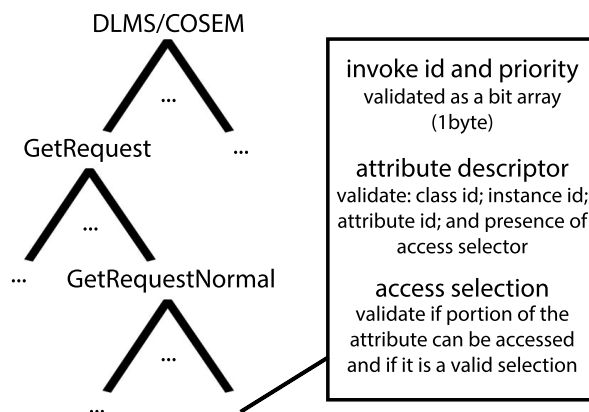 DLMS/COSEM
...
GetRequest
...
...
...
GetRequestNormal
...
...
invoke id and priority
validated as a bit array
(1byte)
attribute descriptor
validate: class id; instance id;
attribute id; and presence of
access selector
access selection
validate if portion of the
attribute can be accessed
and if it is a valid selection